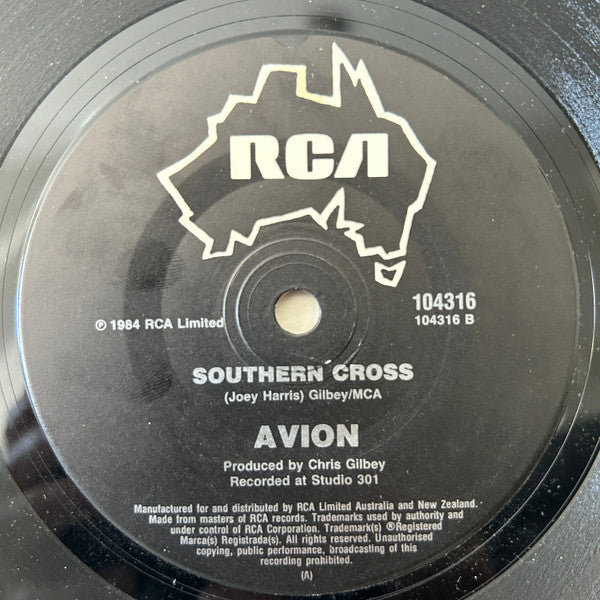 RCA
104316
℗ 1984 RCA Limited
104316 B
SOUTHERN CROSS
(Joey Harris) Gilbey/MCA
AVION
Produced by Chris Gilbey
Recorded at Studio 301
Manufactured for and distributed by RCA Limited Australia and New Zealand.
Made from masters of RCA records. Trademarks used by authority and
under control of RCA Corporation. Trademark(s) ®Registered
Marca(s) Registrada(s). All rights reserved. Unauthorised
copying, public performance, broadcasting of this
recording prohibited.
(A)